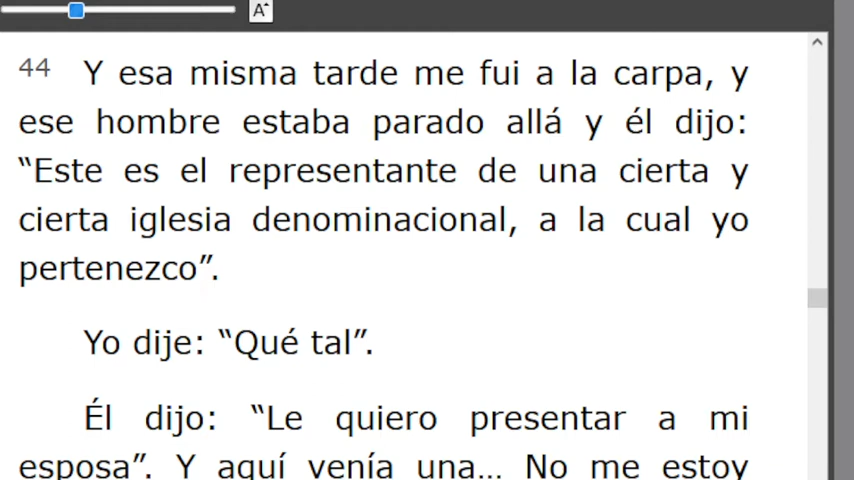 A
44 Y esa misma tarde me fui a la carpa, y
ese hombre estaba parado allá y él dijo:
“Este es el representante de una cierta y
cierta iglesia denominacional, a la cual yo
pertenezco”.
Yo dije: “Qué tal”.
Él dijo: “Le quiero presentar a mi
esposa”. Y aquí venía una... No me estoy